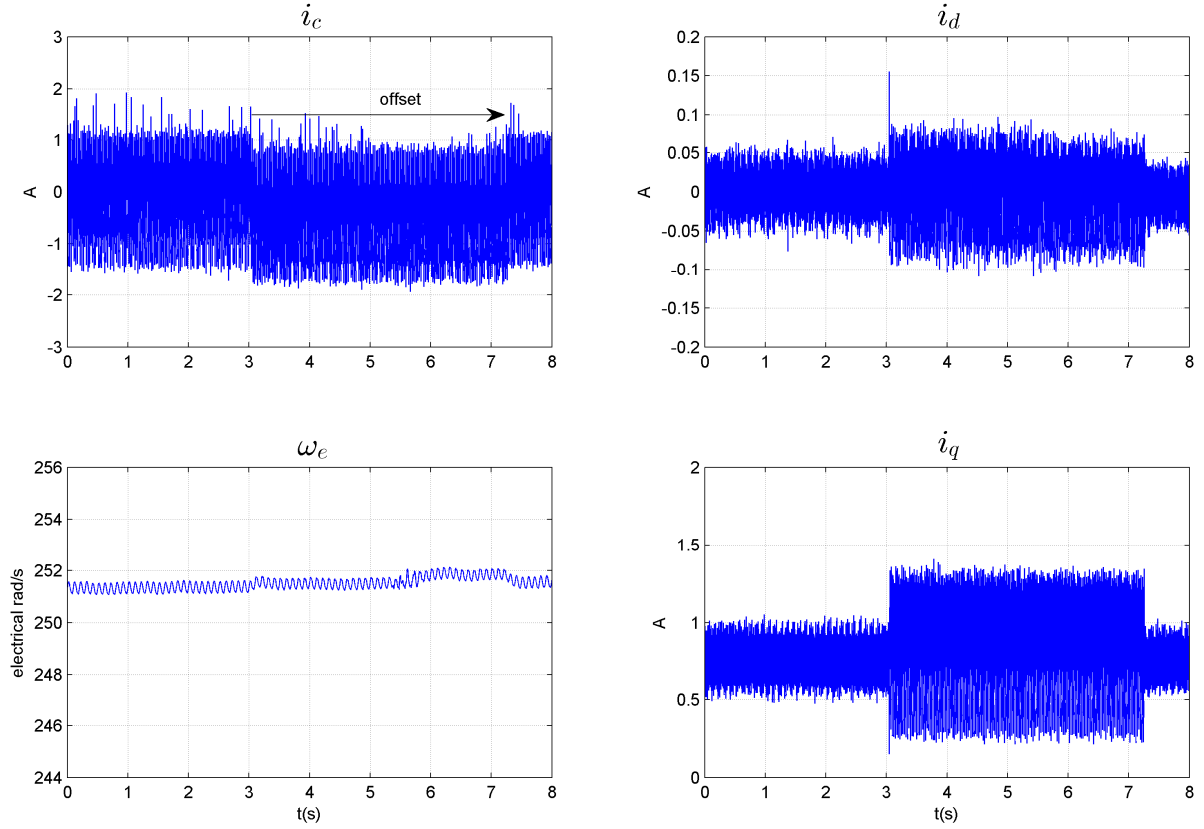 i_c
3
2
1
0
-1
-2
-3
A
offset
0 1 2 3 4 5 6 7 8
i_d
0.2
0.15
0.1
0.05
0
-0.05
-0.1
-0.15
-0.2
A
0 1 2 3 4 5 6 7 8
ω_e
256
254
252
250
248
246
244
electrical rad/s
0 1 2 3 4 5 6 7 8
t(s)
i_q
2
1.5
1
0.5
0
A
0 1 2 3 4 5 6 7 8
t(s)